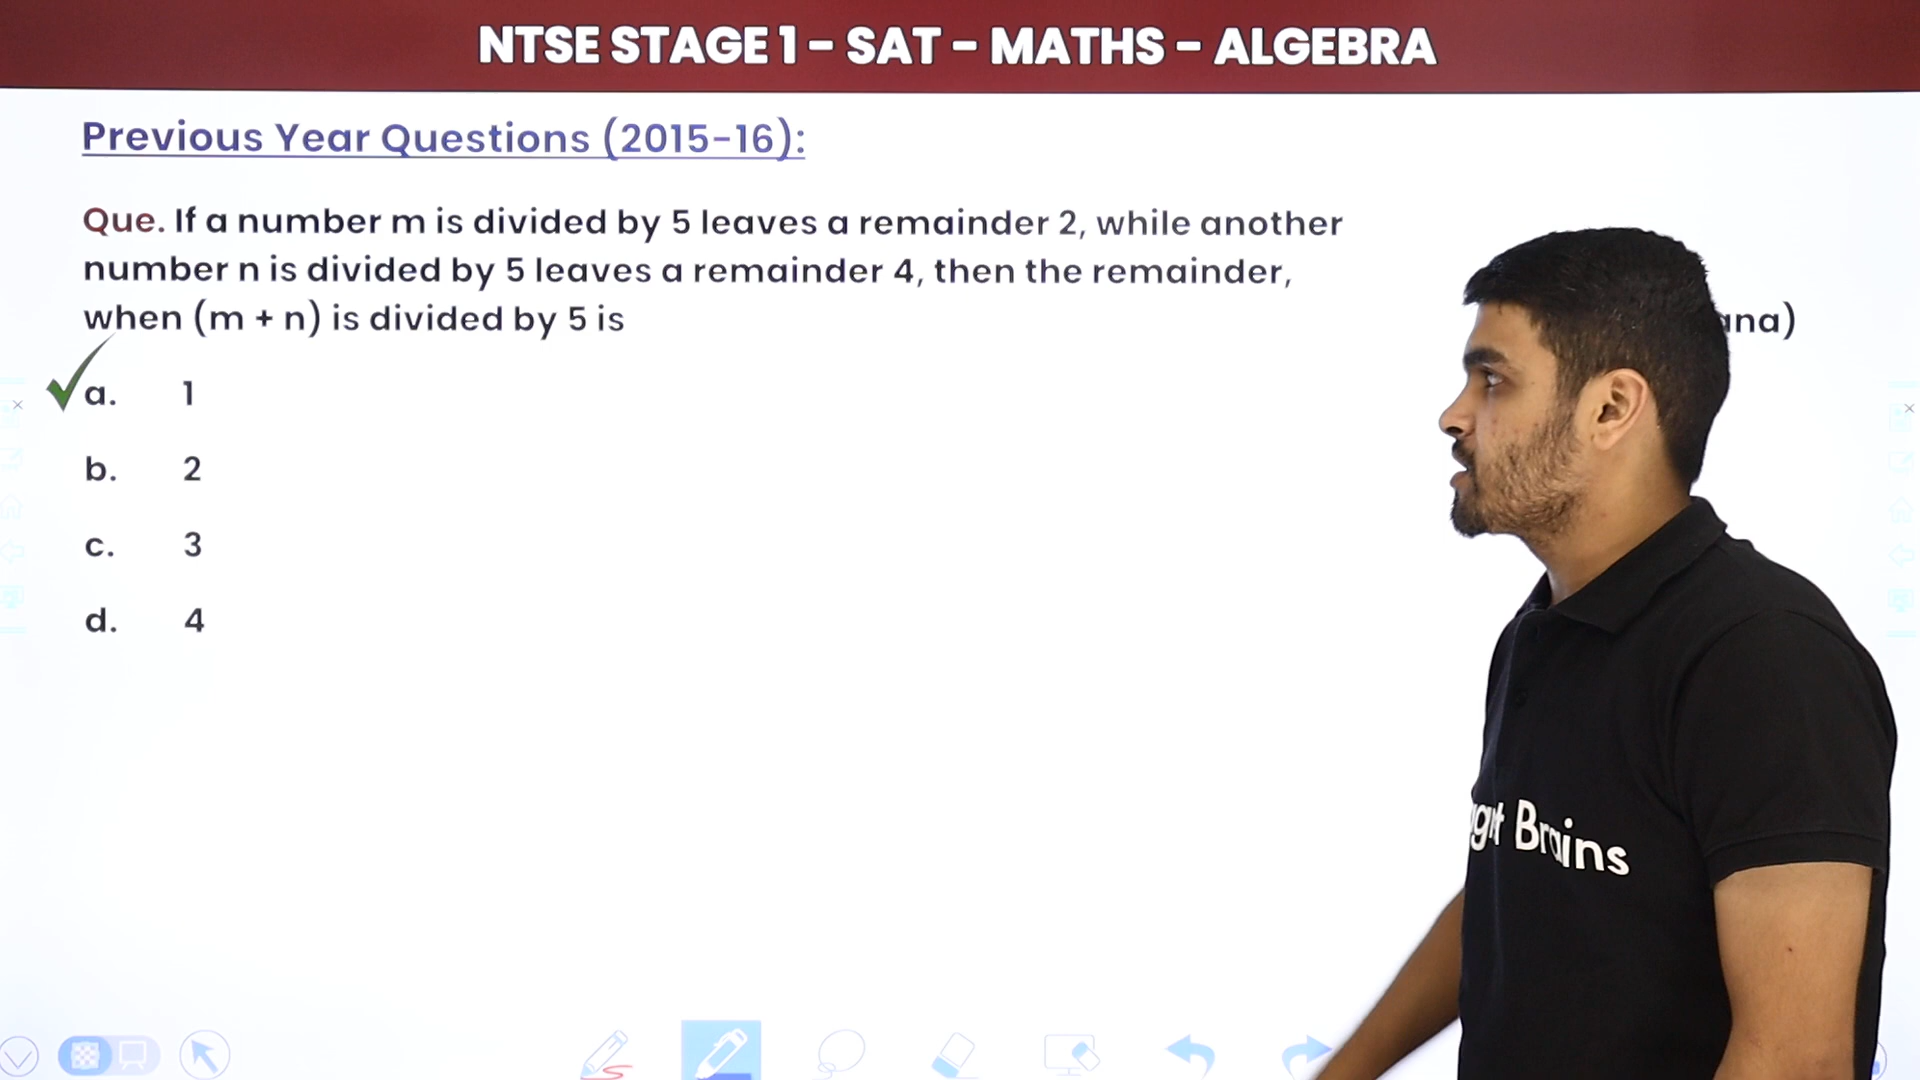 NTSE STAGE 1 - SAT - MATHS - ALGEBRA
Previous Year Questions (2015-16):
Que. If a number m is divided by 5 leaves a remainder 2, while another
number n is divided by 5 leaves a remainder 4, then the remainder,
when (m + n) is divided by 5 is
a. 1
b. 2
c. 3
d. 4
Brains